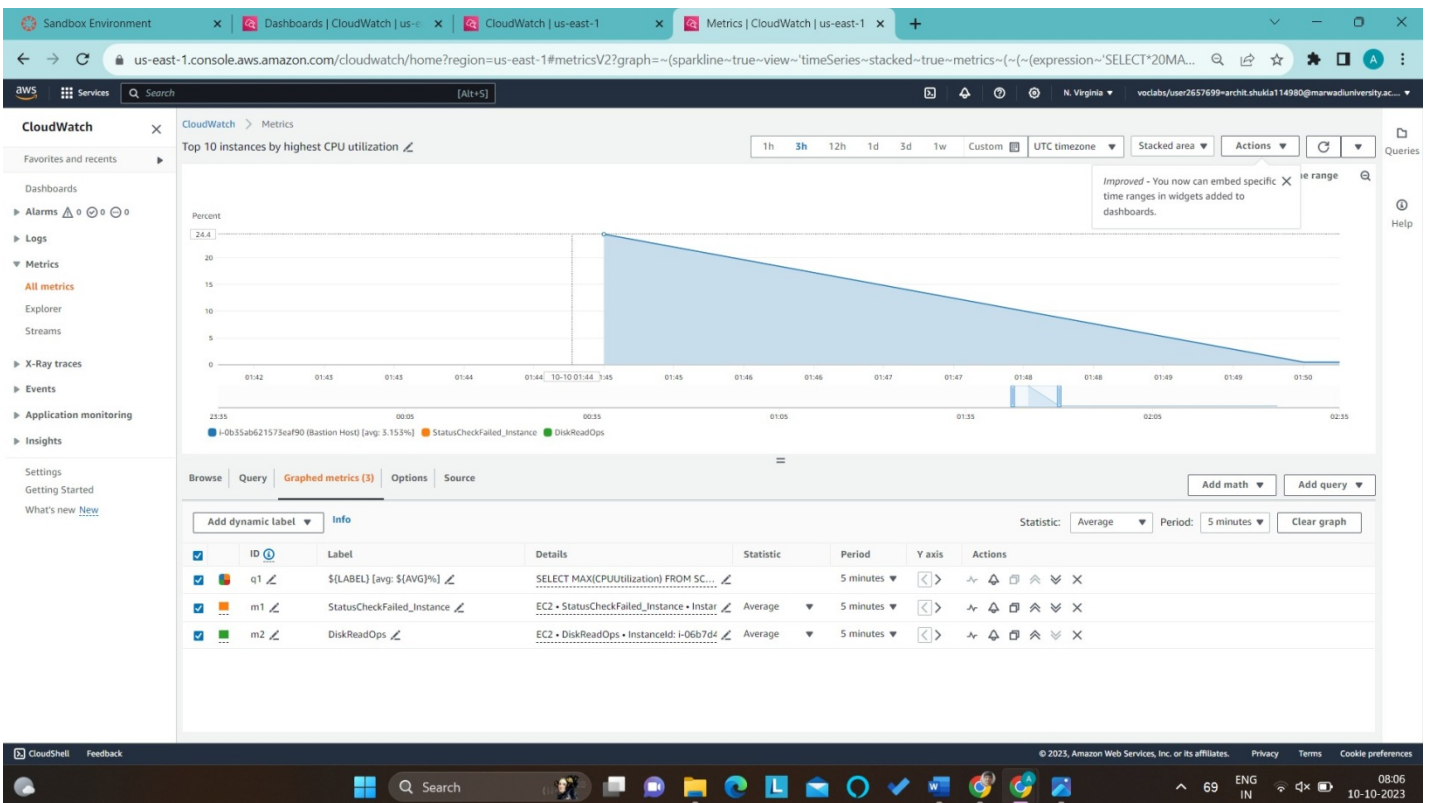 Sandbox Environment
Dashboards | CloudWatch | us-e
CloudWatch | us-east-1
Metrics | CloudWatch | us-east-1
us-east-1.console.aws.amazon.com/cloudwatch/home?region=us-east-1#metricsV2?graph=~(sparkline~true~view~'timeSeries~stacked~true~metrics~(~(~(expression~'SELECT*20MA...
A
aws Services Search [Alt+S] N. Virginia voclabs/user2657699=archit.shukla114980@marwadiuniversity.ac....
CloudWatch
Favorites and recents
Dashboards
Alarms 0 0 0
Logs
Metrics
All metrics
Explorer
Streams
X-Ray traces
Events
Application monitoring
Insights
Settings
Getting Started
What's new New
CloudWatch > Metrics
Top 10 instances by highest CPU utilization
1h 3h 12h 1d 3d 1w Custom UTC timezone Stacked area Actions
Improved - You now can embed specific
time ranges in widgets added to
dashboards.
range
Queries
Help
Percent
24.4
20
15
10
5
0
01:42 01:43 01:43 01:44 01:44 10-10 01:44 01:45 01:46 01:46 01:47 01:47 01:48 01:48 01:49 01:49 01:50
23:35 00:05 00:35 01:05 01:35 02:05 02:35
i-0b35ab621573eaf90 (Bastion Host) [avg: 3.153%] StatusCheckFailed_Instance DiskReadOps
Browse Query Graphed metrics (3) Options Source
Add math Add query
Add dynamic label Info
Statistic: Average Period: 5 minutes Clear graph
ID Label Details Statistic Period Y axis Actions
q1 ${LABEL} [avg: ${AVG}%] SELECT MAX(CPUUtilization) FROM SC... 5 minutes
m1 StatusCheckFailed_Instance EC2 • StatusCheckFailed_Instance • Instar Average 5 minutes
m2 DiskReadOps EC2 • DiskReadOps • InstanceId: i-06b7d4 Average 5 minutes
CloudShell Feedback © 2023, Amazon Web Services, Inc. or its affiliates. Privacy Terms Cookie preferences
Search
69
ENG
IN
08:06
10-10-2023